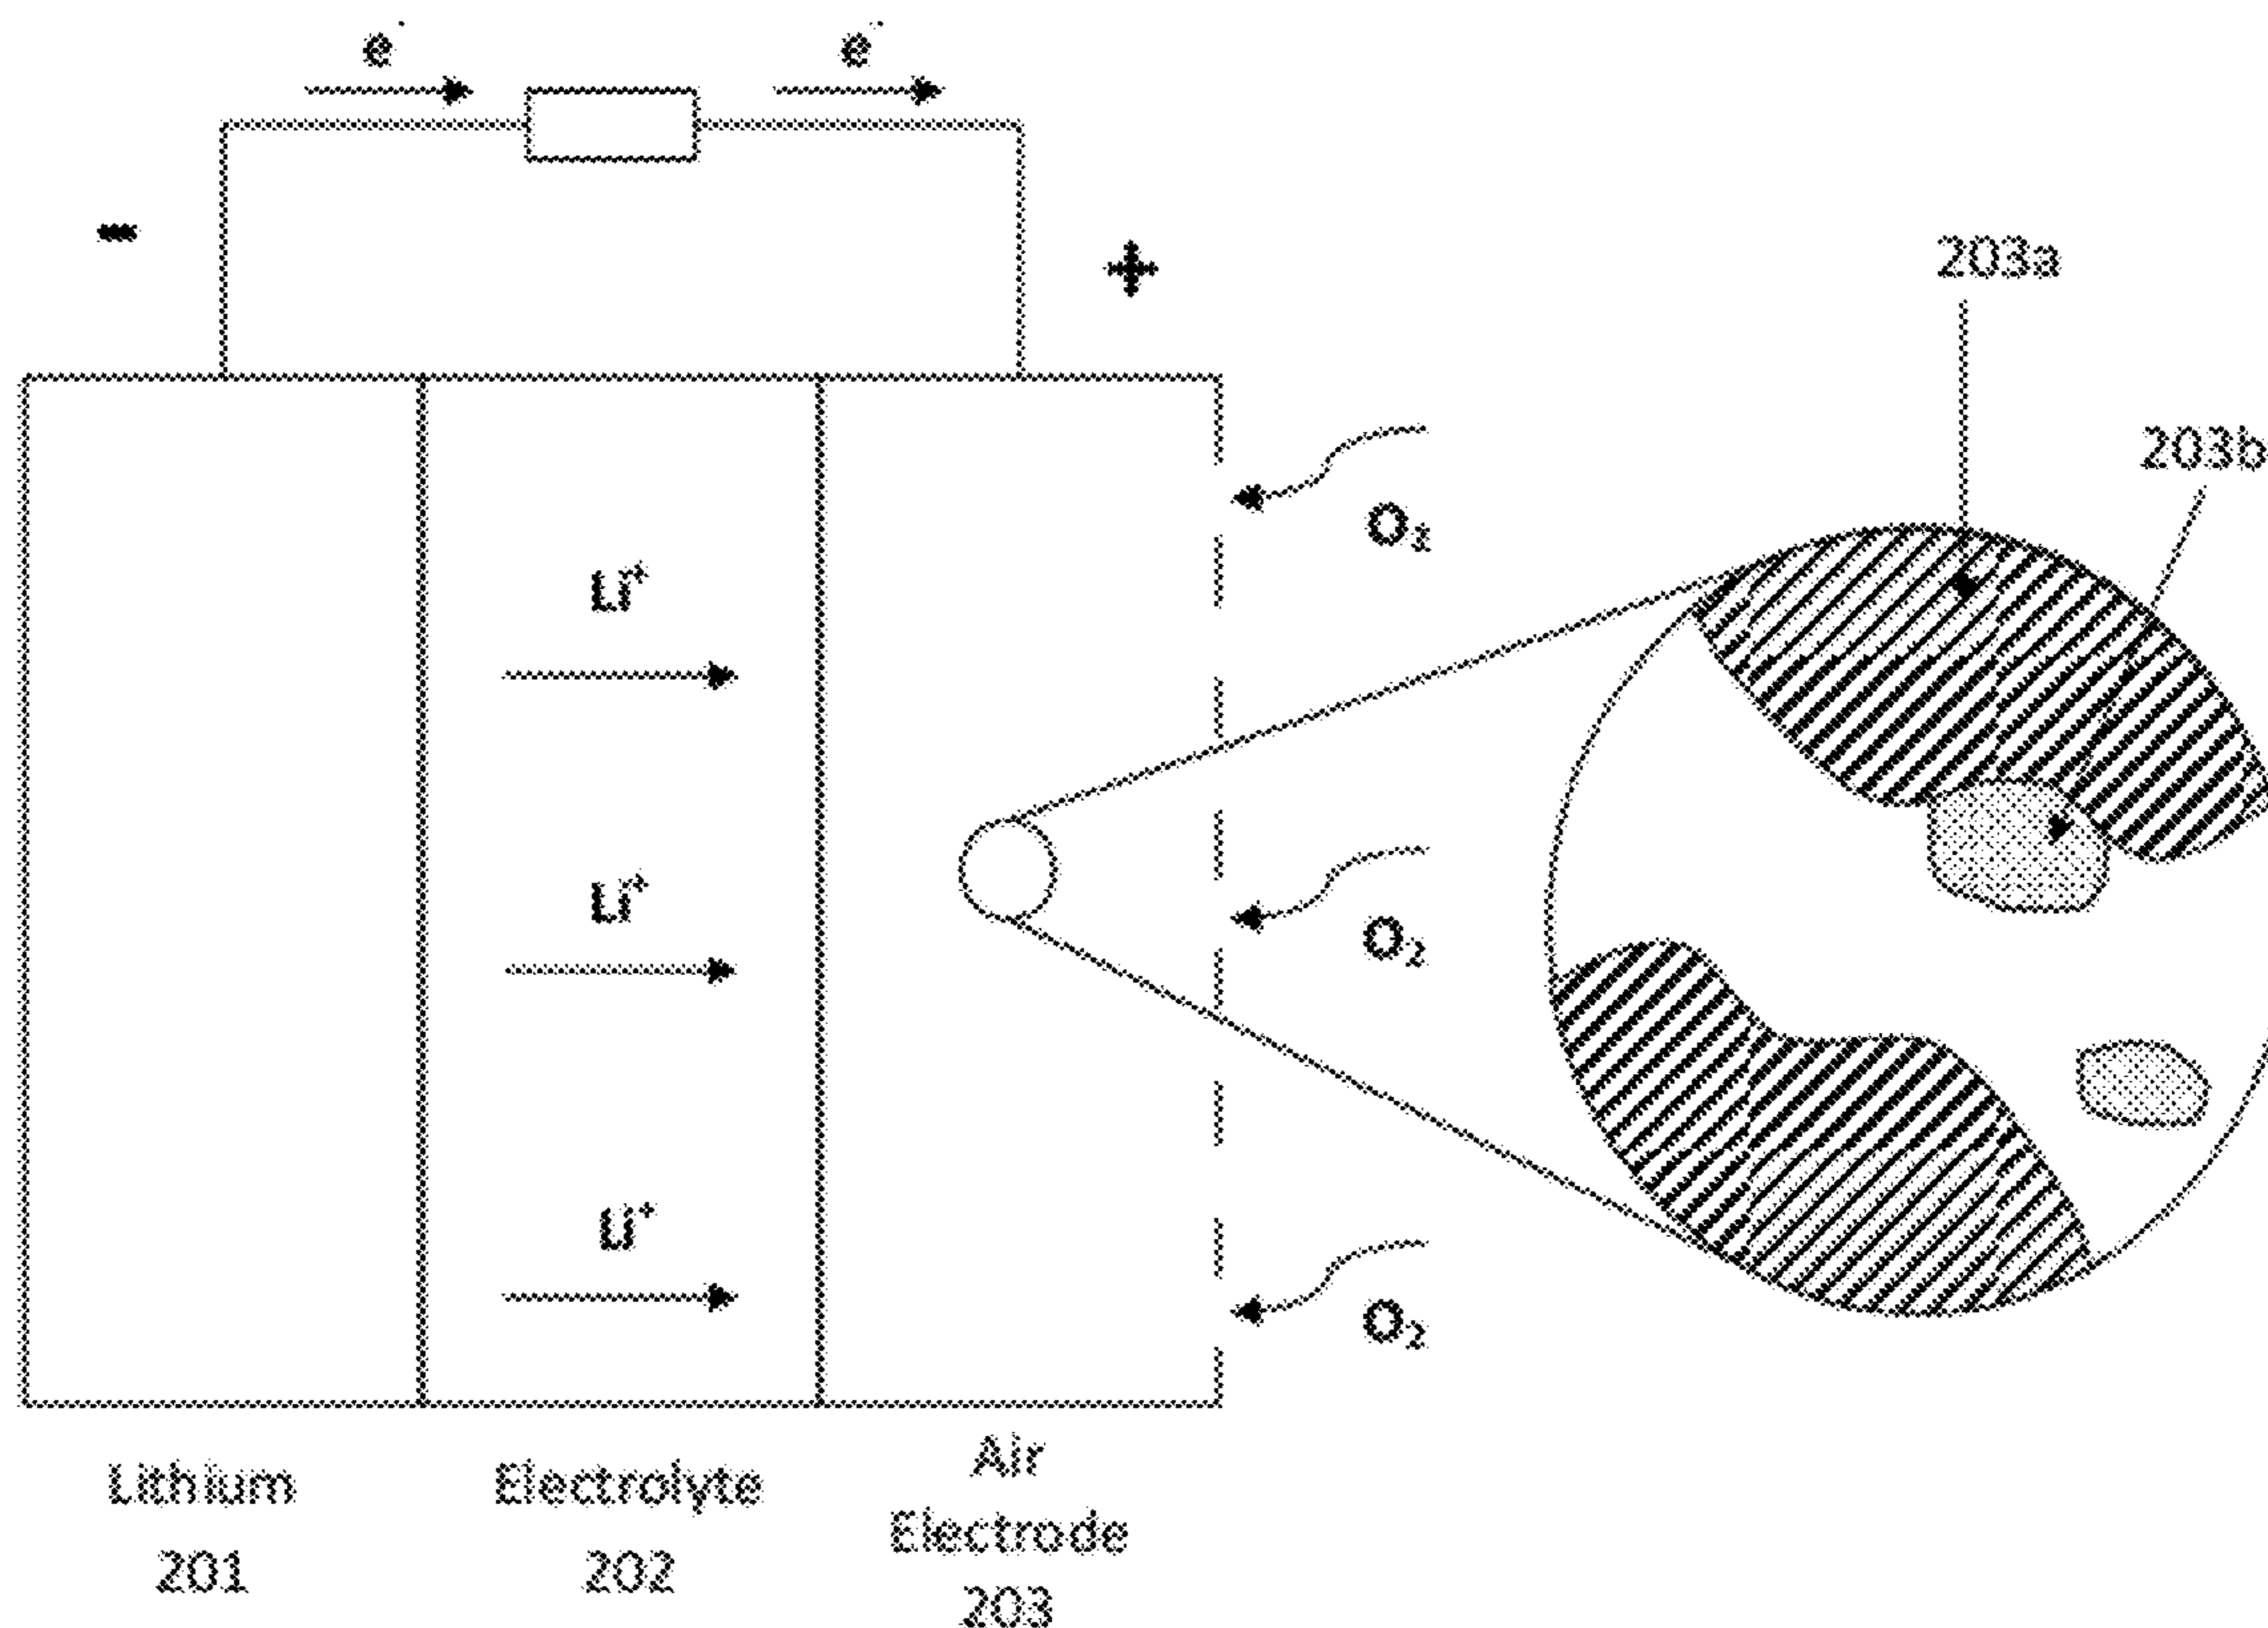 e⁻ e⁻
-
+
203a
203b
O₂
Li⁺
Li⁺
O₂
Li⁺
O₂
Lithium
201
Electrolyte
202
Air
Electrode
203